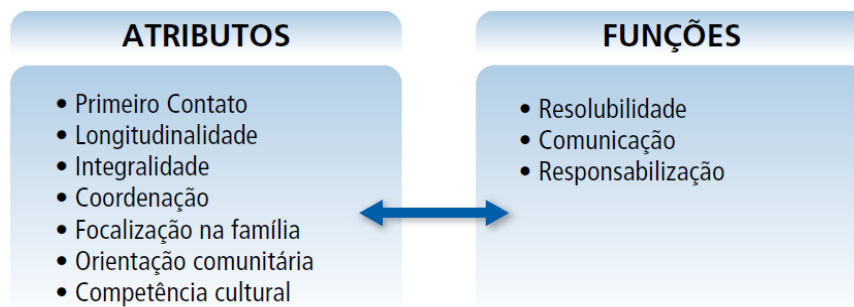 ATRIBUTOS
• Primeiro Contato
• Longitudinalidade
• Integralidade
• Coordenação
• Focalização na família
• Orientação comunitária
• Competência cultural
FUNÇÕES
• Resolubilidade
• Comunicação
• Responsabilização